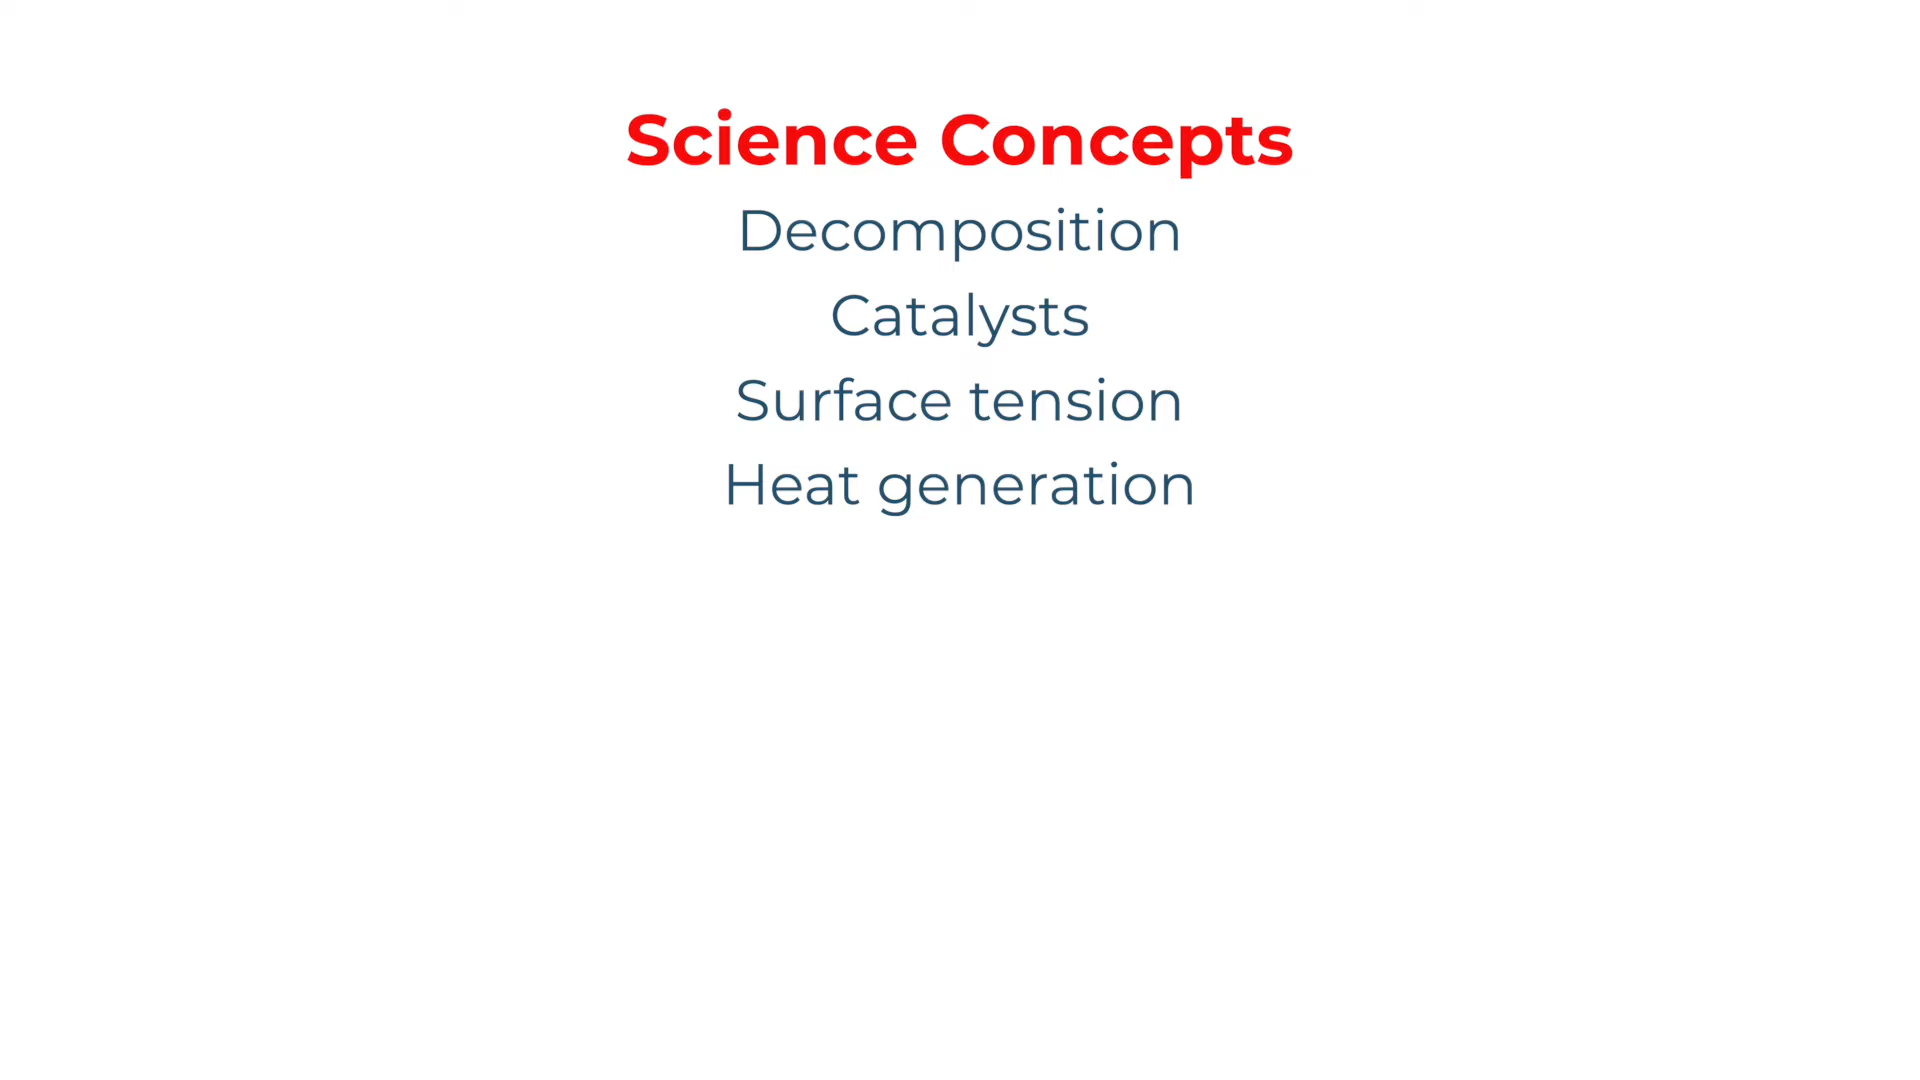 Science Concepts
Decomposition
Catalysts
Surface tension
Heat generation